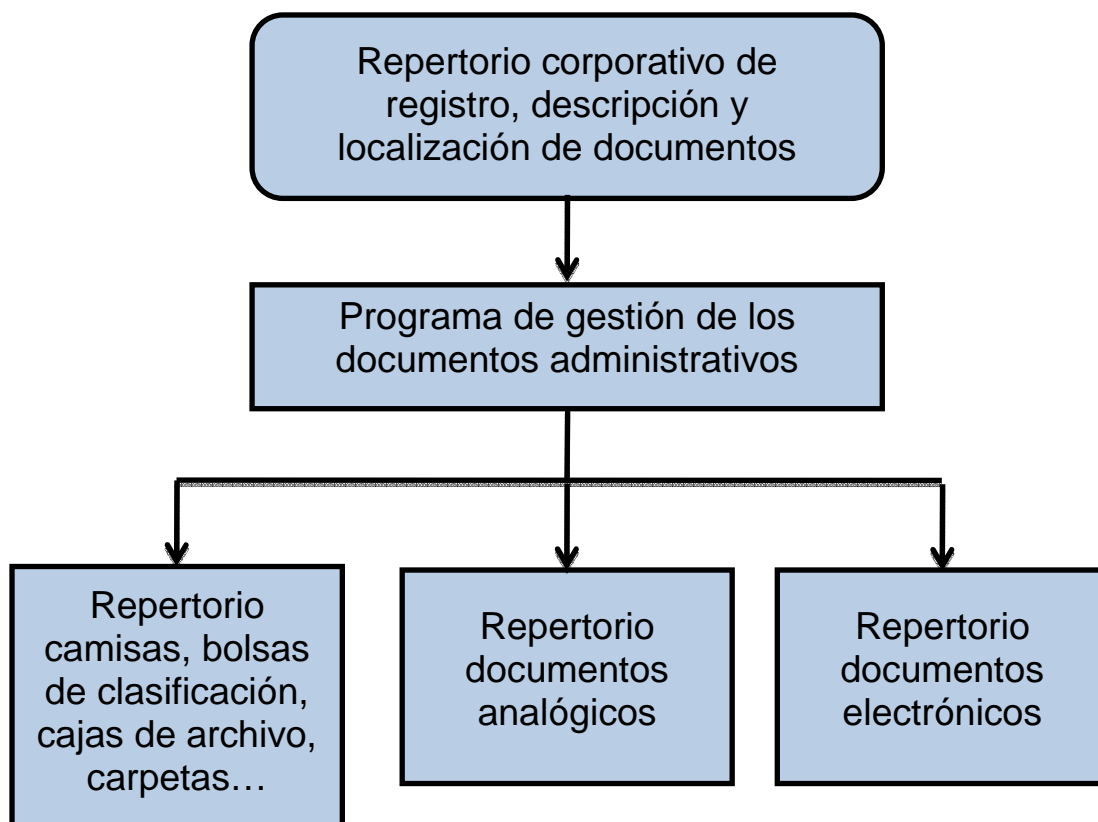 Repertorio corporativo de
registro, descripción y
localización de documentos
Programa de gestión de los
documentos administrativos
Repertorio
camisas, bolsas
de clasificación,
cajas de archivo,
carpetas…
Repertorio
documentos
analógicos
Repertorio
documentos
electrónicos